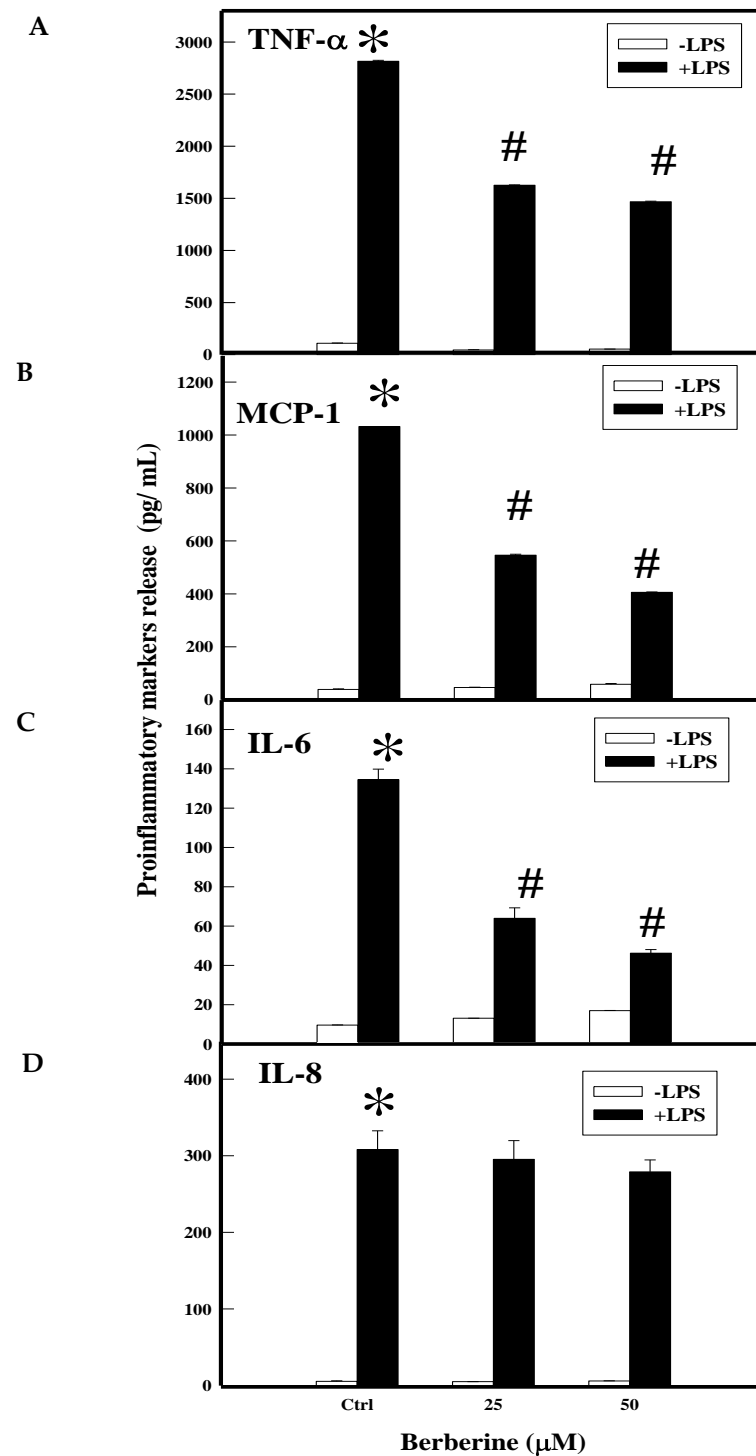 A
TNF-α *
-LPS
+LPS
3000
2500
2000
1500
1000
500
0
# #
B
MCP-1 *
-LPS
+LPS
1200
1000
800
600
400
200
0
# #
Proinflammatory markers release (pg/ mL)
C
IL-6 *
-LPS
+LPS
160
140
120
100
80
60
40
20
0
# #
D
IL-8 *
-LPS
+LPS
400
300
200
100
0
Ctrl 25 50
Berberine (μM)